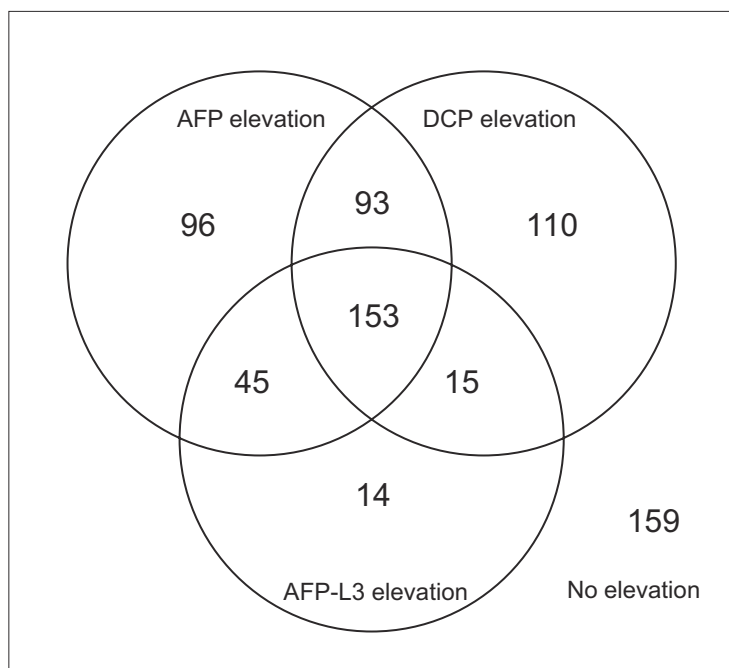 AFP elevation
DCP elevation
93
96
110
153
45
15
14
159
AFP-L3 elevation
No elevation